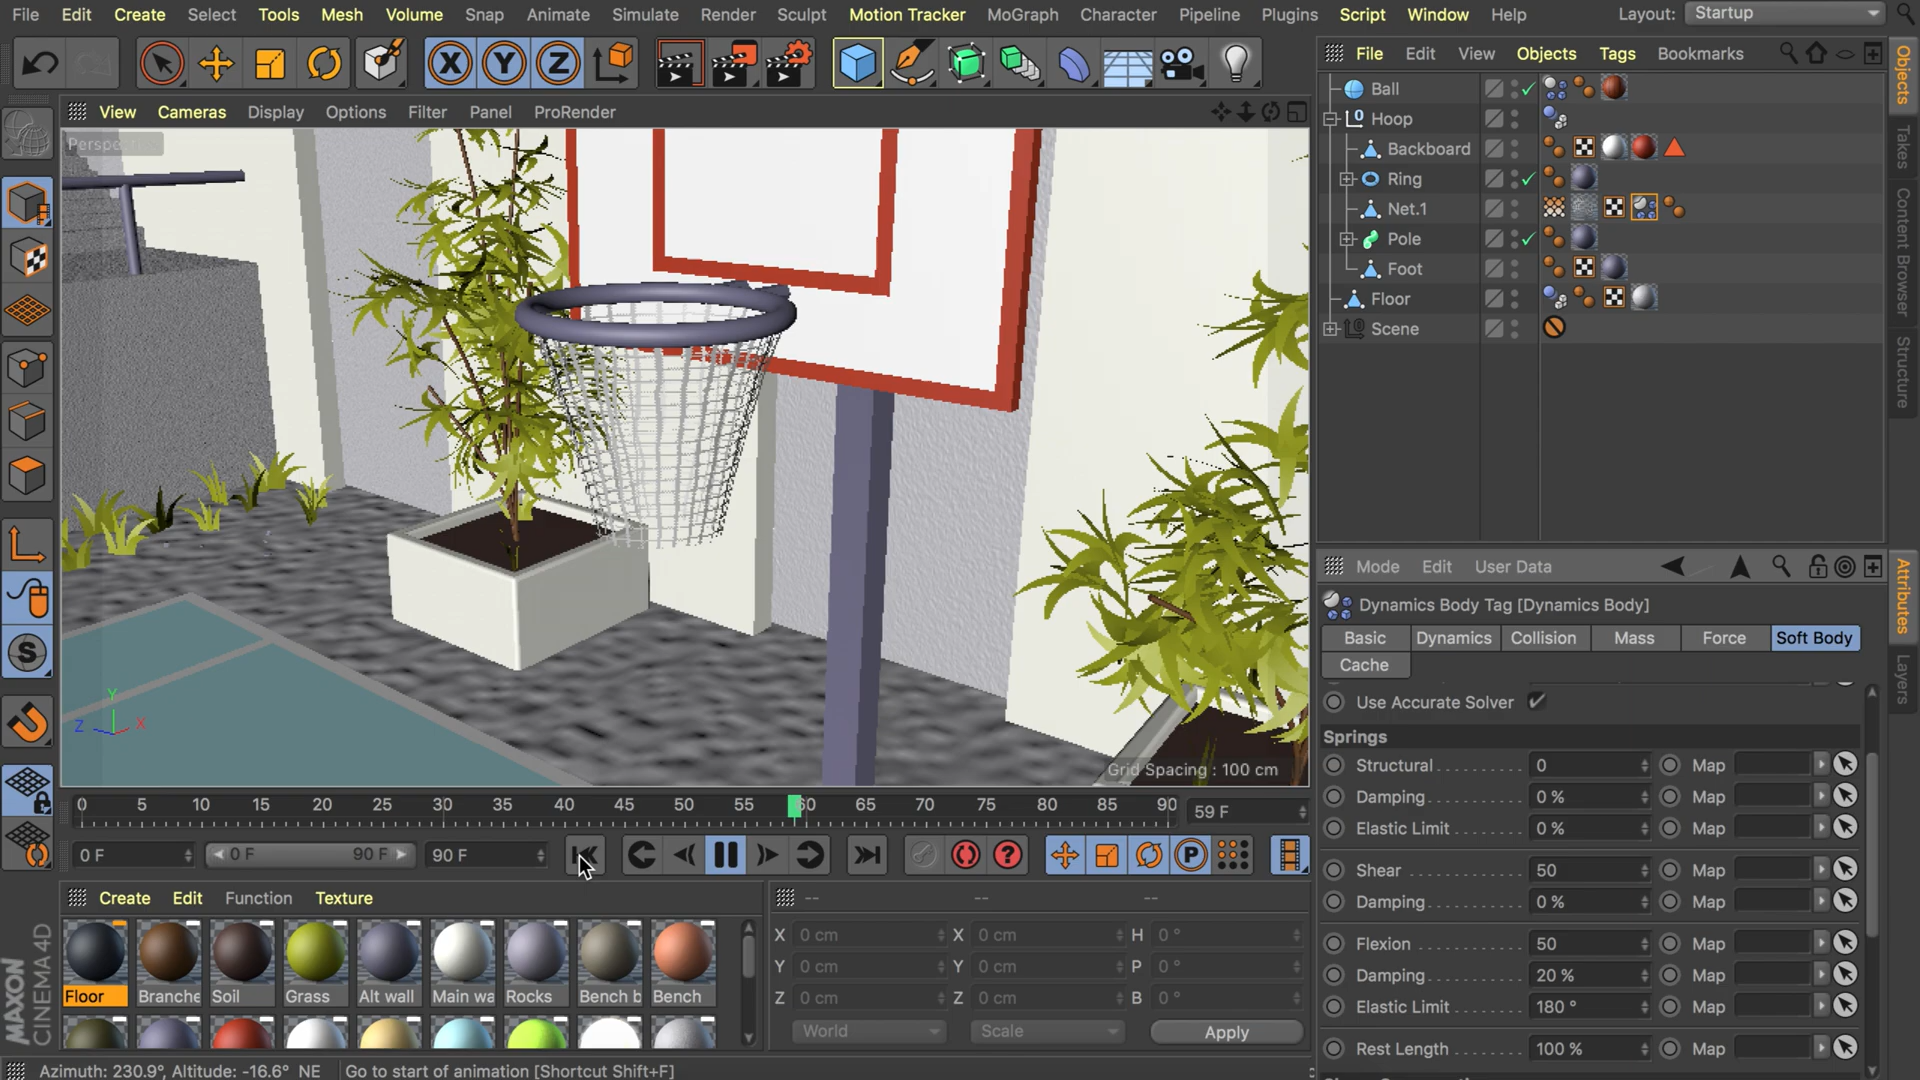 File Edit Create Select Tools Mesh Volume Snap Animate Simulate Render Sculpt Motion Tracker MoGraph Character Pipeline Plugins Script Window Help Layout: Startup
X Y Z
File Edit View Objects Tags Bookmarks
View Cameras Display Options Filter Panel ProRender
Ball
Hoop
Backboard
Ring
Net.1
Pole
Foot
Floor
Scene
Objects
Takes
Content Browser
Structure
Mode Edit User Data
Dynamics Body Tag [Dynamics Body]
Basic Dynamics Collision Mass Force Soft Body
Cache
Use Accurate Solver
Springs
Structural 0 Map
Damping 0 % Map
Elastic Limit 0 % Map
Shear 50 Map
Damping 0 % Map
Flexion 50 Map
Damping 20 % Map
Elastic Limit 180 ° Map
Rest Length 100 % Map
Attributes
Layers
Y
Z X
Grid Spacing : 100 cm
0 5 10 15 20 25 30 35 40 45 50 55 60 65 70 75 80 85 90 59 F
0 F 0 F 90 F 90 F
P
S
Create Edit Function Texture
-- -- --
Floor Branche Soil Grass Alt wall Main wa Rocks Bench b Bench
X 0 cm X 0 cm H 0 °
Y 0 cm Y 0 cm P 0 °
Z 0 cm Z 0 cm B 0 °
World Scale Apply
MAXON
CINEMA 4D
Azimuth: 230.9°, Altitude: -16.6° NE Go to start of animation [Shortcut Shift+F]